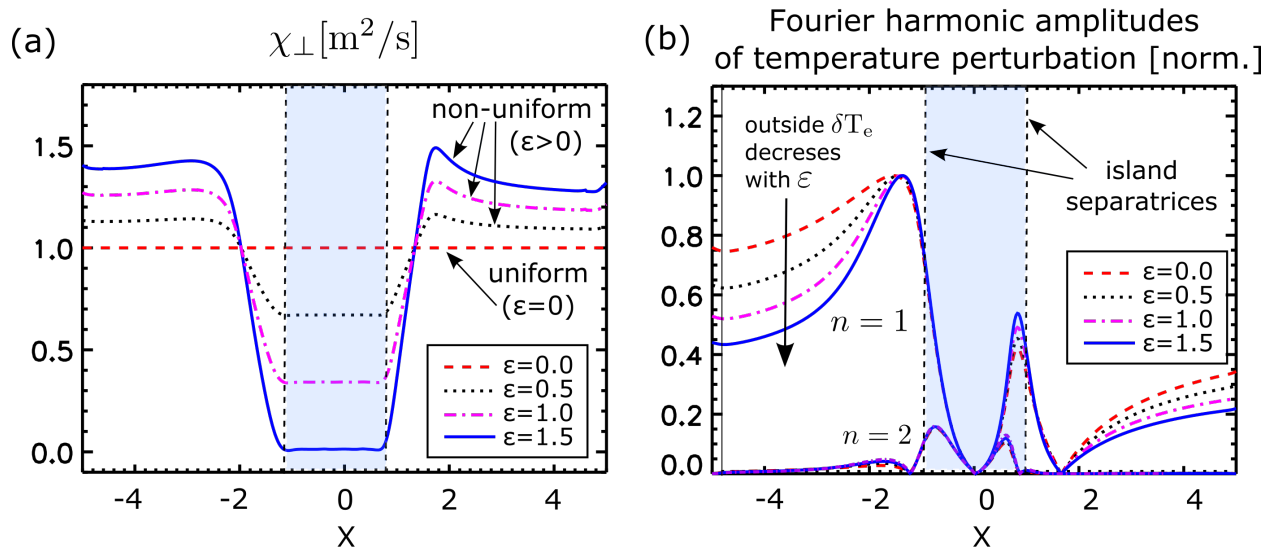 (a)
χ⊥[m²/s]
non-uniform
(ε>0)
uniform
(ε=0)
1.5
1.0
0.5
0.0
ε=0.0
ε=0.5
ε=1.0
ε=1.5
-4
-2
0
2
4
X
(b)
Fourier harmonic amplitudes
of temperature perturbation [norm.]
1.2
1.0
0.8
0.6
0.4
0.2
0.0
outside δTₑ
decreses
with ε
island
separatrices
n = 1
n = 2
ε=0.0
ε=0.5
ε=1.0
ε=1.5
-4
-2
0
2
4
X